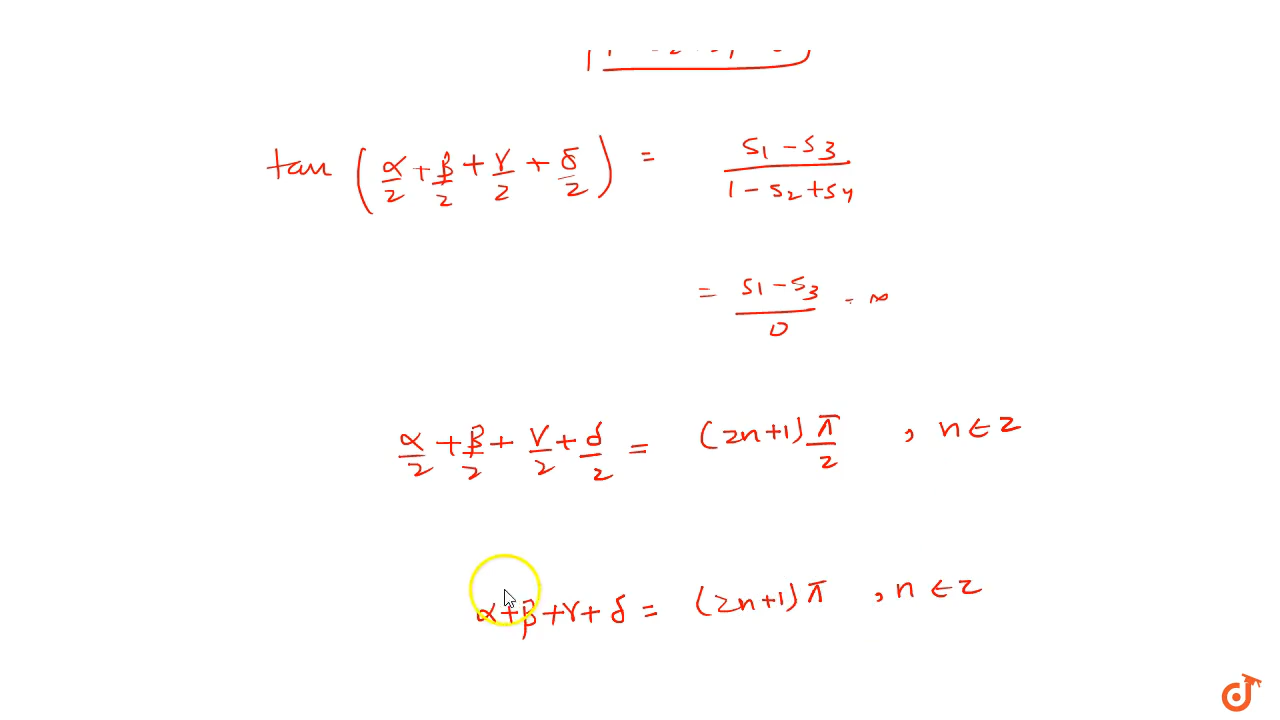 tan (α/2 + β/2 + γ/2 + δ/2) = (S1 - S3)/(1 - S2 + S4)
= (S1 - S3)/0 = ∞
α/2 + β/2 + γ/2 + δ/2 = (2n+1) π/2 , n ∈ Z
α + β + γ + δ = (2n+1) π , n ∈ Z